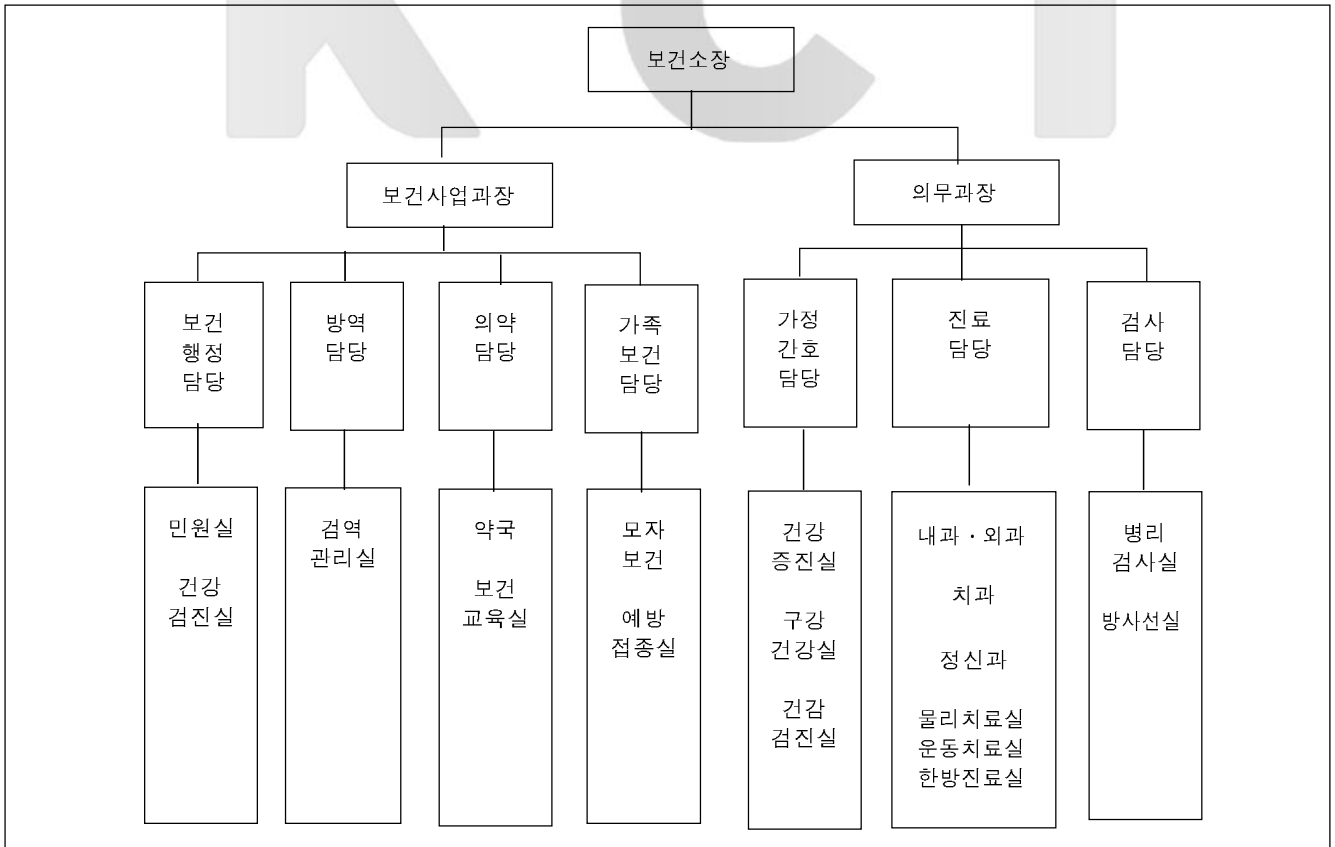 KCI
보건소장
보건사업과장
의무과장
보건
행정
담당
방역
담당
의약
담당
가족
보건
담당
가정
간호
담당
진료
담당
검사
담당
민원실
건강
검진실
검역
관리실
약국
보건
교육실
모자
보건
예방
접종실
건강
증진실
구강
건강실
건감
검진실
내과 · 외과
치과
정신과
물리치료실
운동치료실
한방진료실
병리
검사실
방사선실